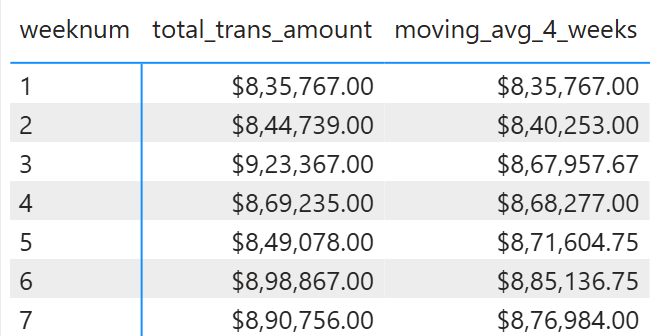 weeknum total_trans_amount moving_avg_4_weeks
1 $8,35,767.00 $8,35,767.00
2 $8,44,739.00 $8,40,253.00
3 $9,23,367.00 $8,67,957.67
4 $8,69,235.00 $8,68,277.00
5 $8,49,078.00 $8,71,604.75
6 $8,98,867.00 $8,85,136.75
7 $8,90,756.00 $8,76,984.00